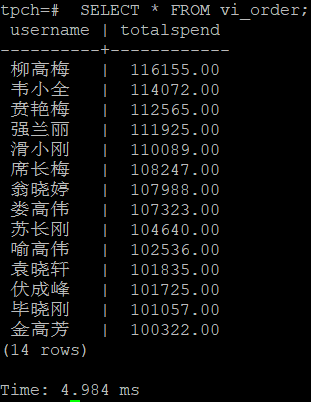 tpch=#  SELECT * FROM vi_order;
 username | totalspend
----------+------------
 柳高梅   |  116155.00
 韦小全   |  114072.00
 贲艳梅   |  112565.00
 强兰丽   |  111925.00
 滑小刚   |  110089.00
 席长梅   |  108247.00
 翁晓婷   |  107988.00
 娄高伟   |  107323.00
 苏长刚   |  104640.00
 喻高伟   |  102536.00
 袁晓轩   |  101835.00
 伏成峰   |  101725.00
 毕晓刚   |  101057.00
 金高芳   |  100322.00
(14 rows)
Time: 4.984 ms